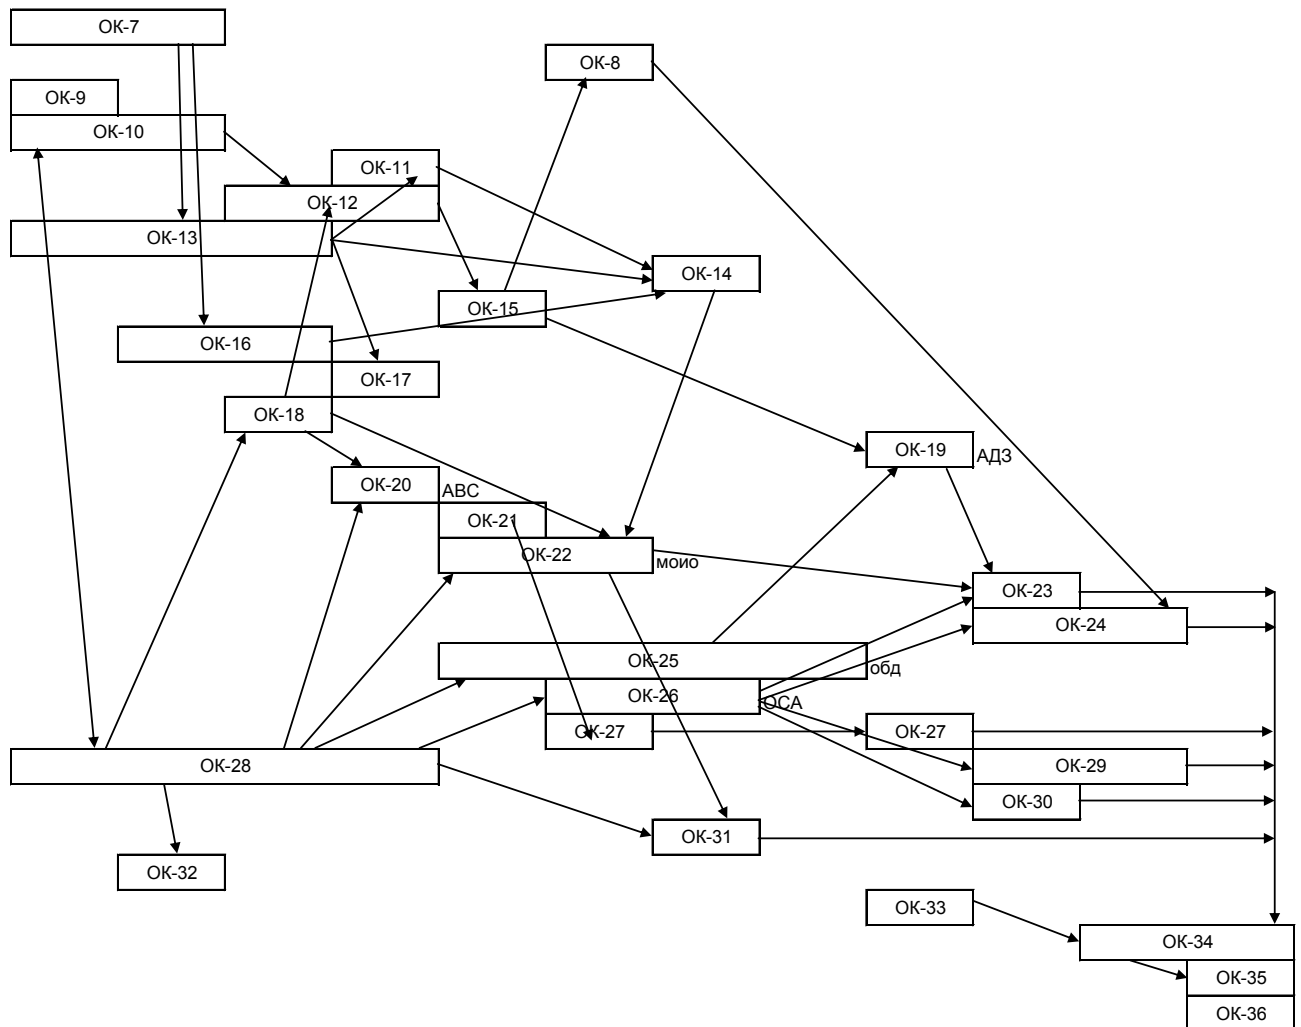 ОК-7
ОК-8
ОК-9
ОК-10
ОК-11
ОК-12
ОК-13
ОК-14
ОК-15
ОК-16
ОК-17
ОК-18
ОК-19 АДЗ
ОК-20 АВС
ОК-21
ОК-22 моио
ОК-23
ОК-24
ОК-25 обд
ОК-26 ОСА
ОК-27 ОК-27
ОК-28 ОК-29
ОК-30
ОК-31
ОК-32
ОК-33
ОК-34
ОК-35
ОК-36